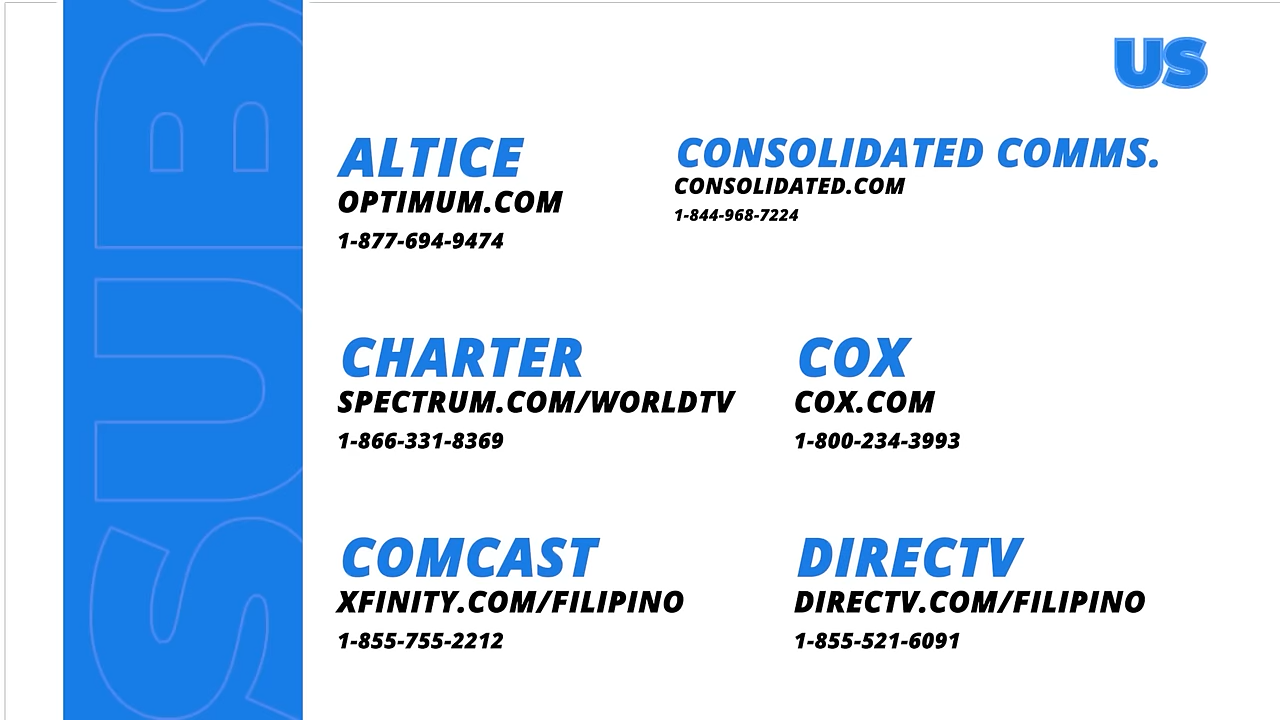 US
ALTICE
OPTIMUM.COM
1-877-694-9474
CONSOLIDATED COMMS.
CONSOLIDATED.COM
1-844-968-7224
CHARTER
SPECTRUM.COM/WORLDTV
1-866-331-8369
COX
COX.COM
1-800-234-3993
COMCAST
XFINITY.COM/FILIPINO
1-855-755-2212
DIRECTV
DIRECTV.COM/FILIPINO
1-855-521-6091
SUB